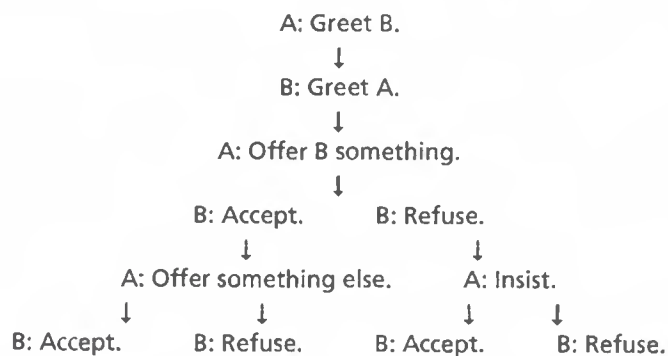 A: Greet B.
↓
B: Greet A.
↓
A: Offer B something.
↓
B: Accept. B: Refuse.
↓ ↓
A: Offer something else. A: Insist.
↓ ↓ ↓ ↓
B: Accept. B: Refuse. B: Accept. B: Refuse.